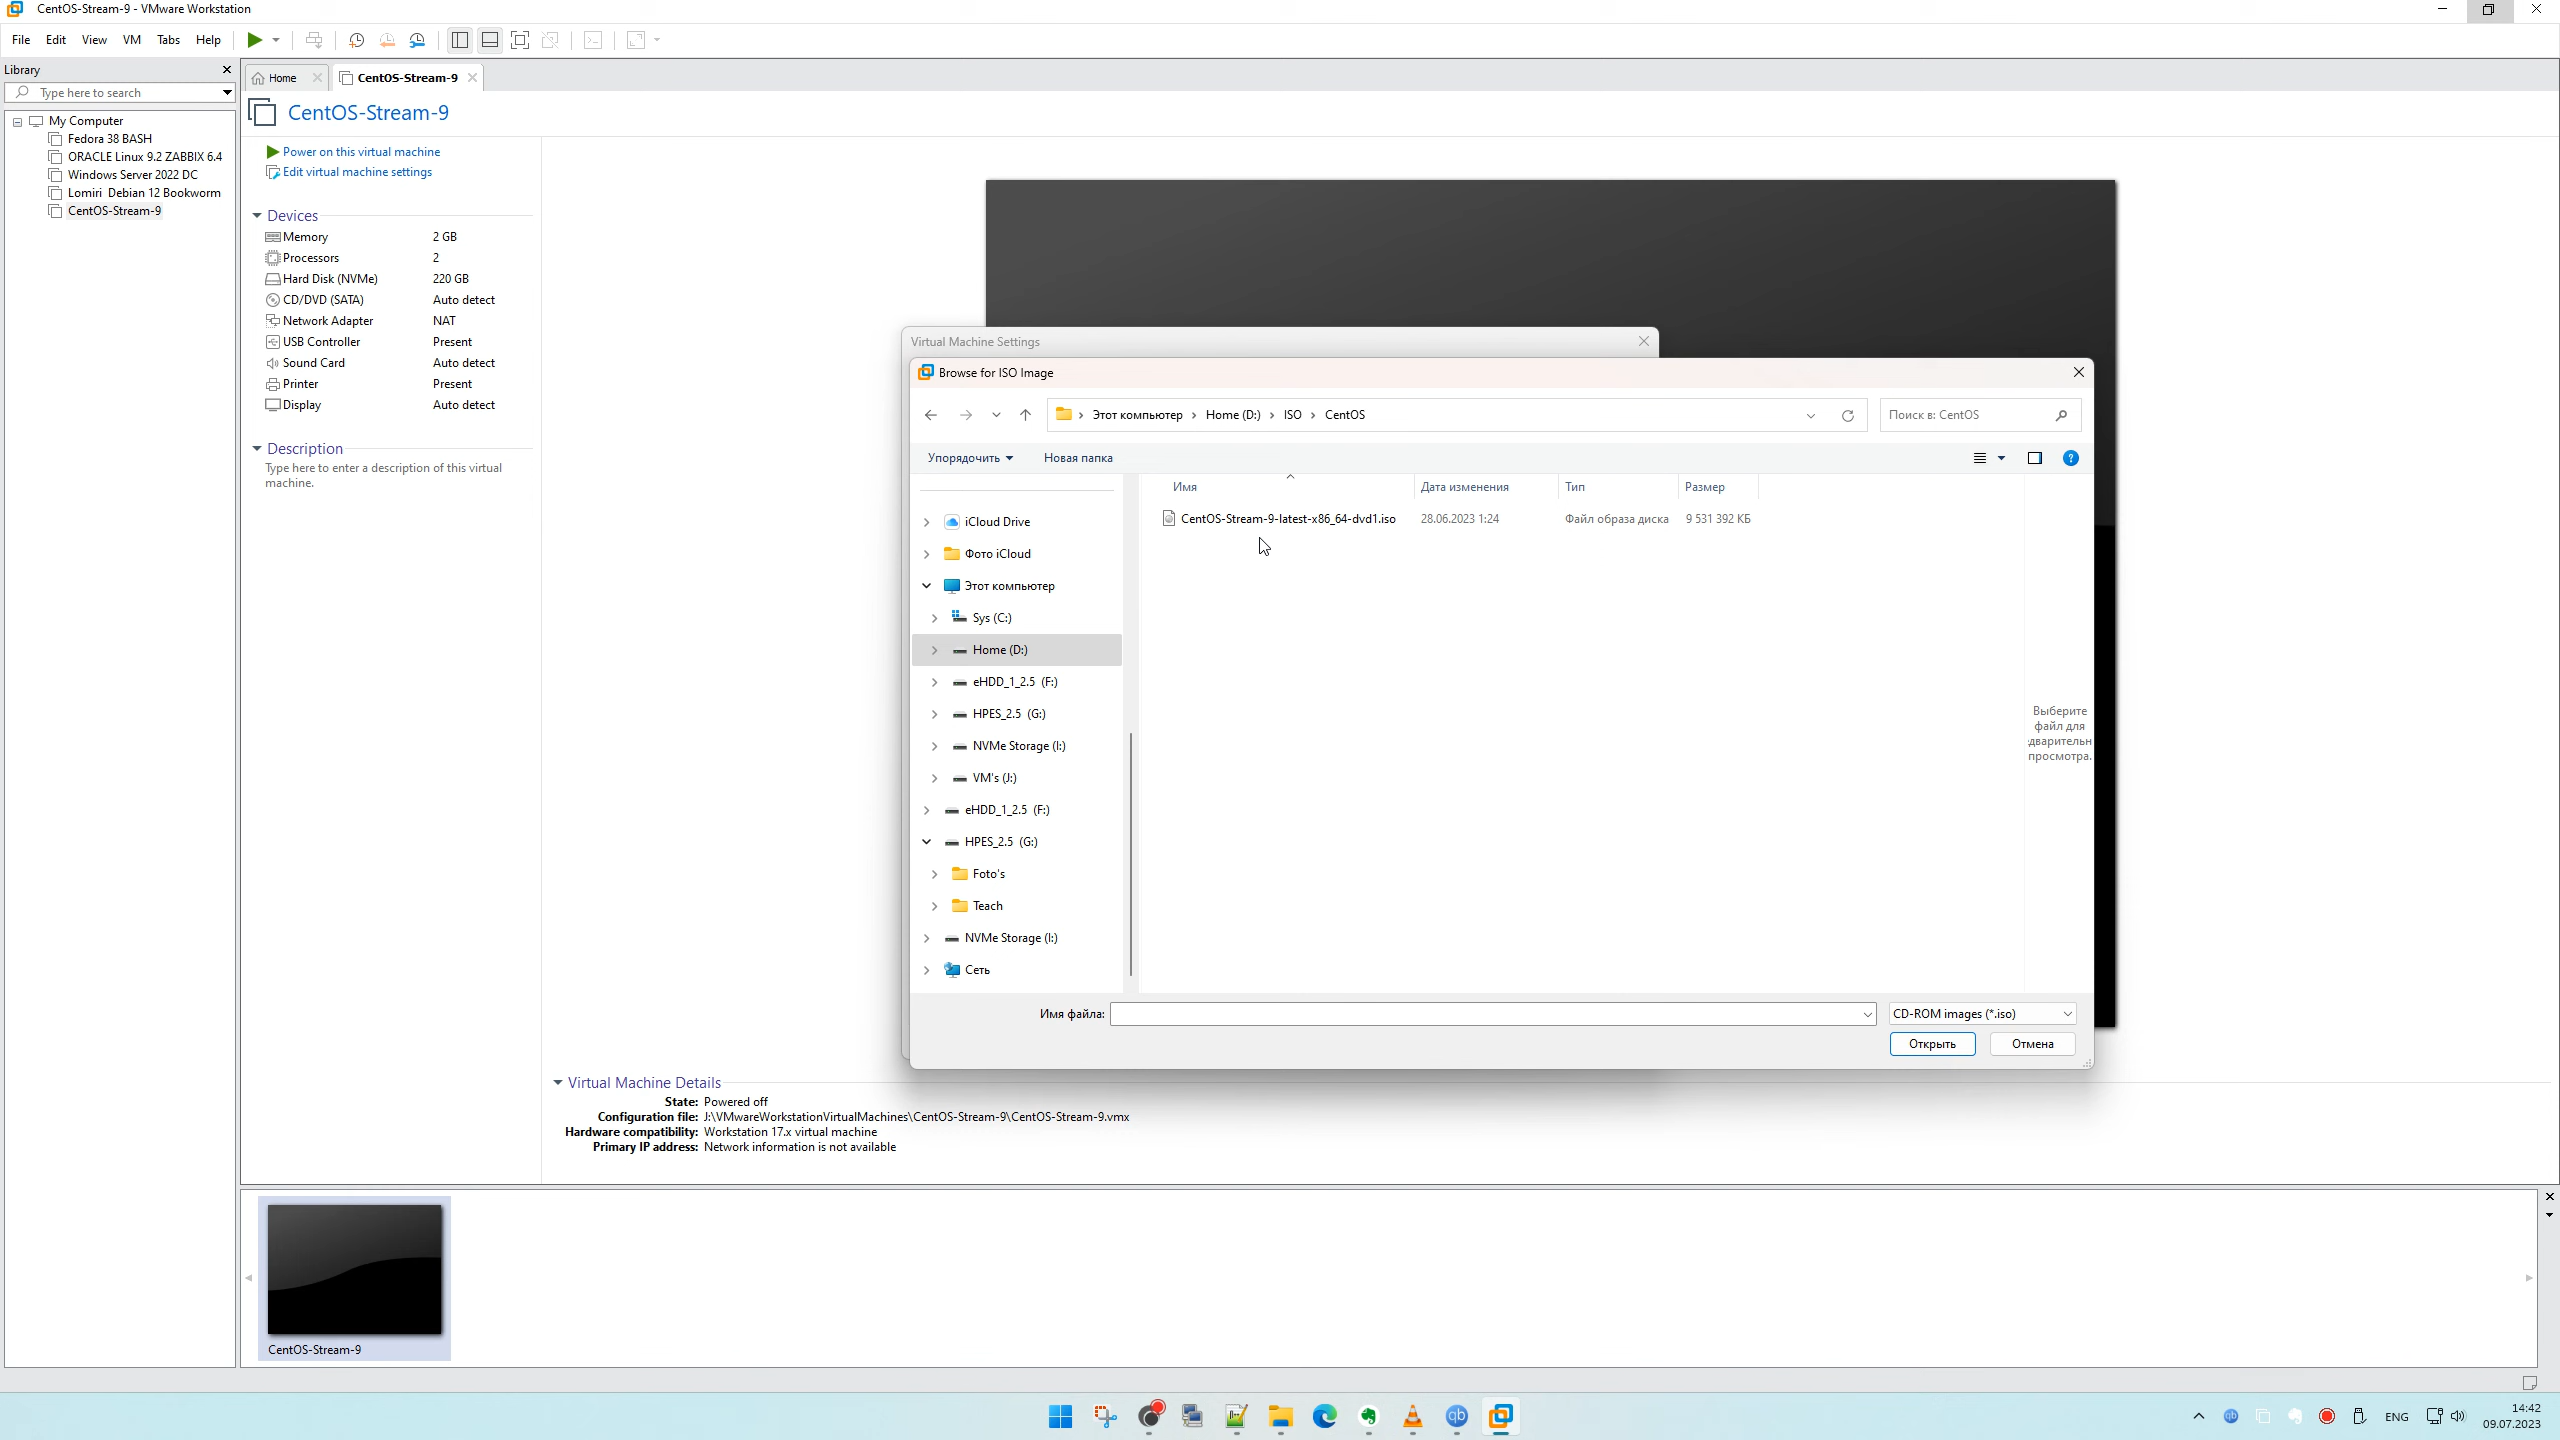 CentOS-Stream-9 - VMware Workstation
File Edit View VM Tabs Help
Library
Type here to search
My Computer
Fedora 38 BASH
ORACLE Linux 9.2 ZABBIX 6.4
Windows Server 2022 DC
Lomiri Debian 12 Bookworm
CentOS-Stream-9
Home
CentOS-Stream-9
CentOS-Stream-9
Power on this virtual machine
Edit virtual machine settings
Devices
Memory 2 GB
Processors 2
Hard Disk (NVMe) 220 GB
CD/DVD (SATA) Auto detect
Network Adapter NAT
USB Controller Present
Sound Card Auto detect
Printer Present
Display Auto detect
Description
Type here to enter a description of this virtual
machine.
Virtual Machine Settings
Browse for ISO Image
Этот компьютер Home (D:) ISO CentOS
Поиск в: CentOS
Упорядочить Новая папка
Имя Дата изменения Тип Размер
CentOS-Stream-9-latest-x86_64-dvd1.iso 28.06.2023 1:24 Файл образа диска 9 531 392 КБ
iCloud Drive
Фото iCloud
Этот компьютер
Sys (C:)
Home (D:)
eHDD_1_2.5 (F:)
HPES_2.5 (G:)
NVMe Storage (I:)
VM's (J:)
eHDD_1_2.5 (F:)
HPES_2.5 (G:)
Foto's
Teach
NVMe Storage (I:)
Сеть
Выберите
файл для
дварительн
просмотра.
Имя файла:
CD-ROM images (*.iso)
Открыть Отмена
Virtual Machine Details
State: Powered off
Configuration file: J:\VMwareWorkstationVirtualMachines\CentOS-Stream-9\CentOS-Stream-9.vmx
Hardware compatibility: Workstation 17.x virtual machine
Primary IP address: Network information is not available
CentOS-Stream-9
qb
qb
ENG
14:42
09.07.2023